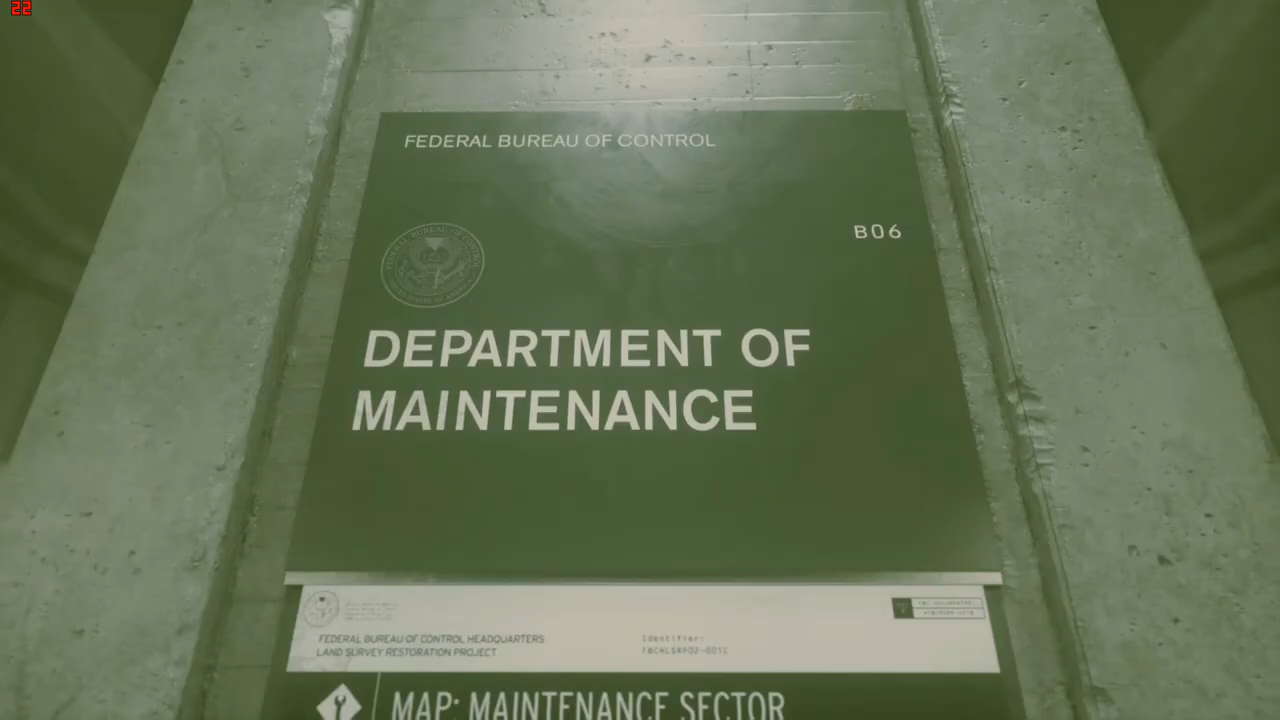 22
FEDERAL BUREAU OF CONTROL
B06
DEPARTMENT OF
MAINTENANCE
FEDERAL BUREAU OF CONTROL HEADQUARTERS
LAND SURVEY RESTORATION PROJECT
Identifier:
MAP: MAINTENANCE SECTOR